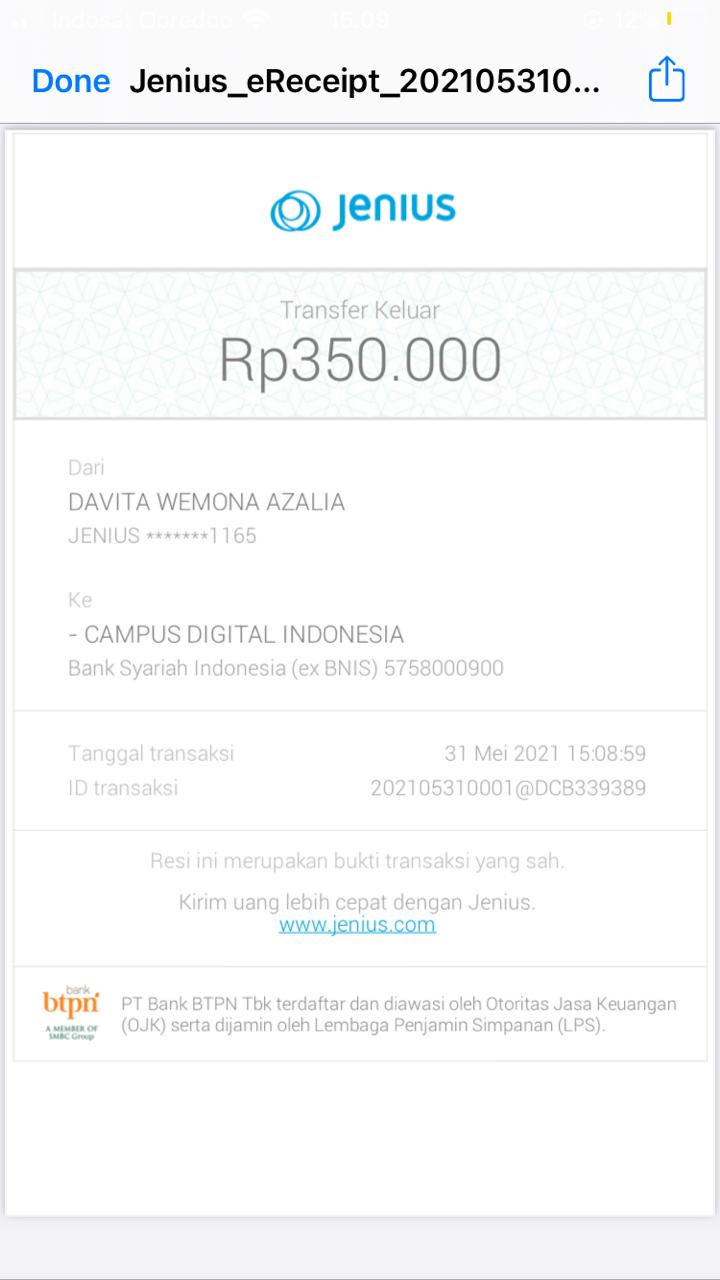 Indosat Ooredoo 15.09 12%
Done Jenius_eReceipt_202105310...
jenius
Transfer Keluar
Rp350.000
Dari
DAVITA WEMONA AZALIA
JENIUS *******1165
Ke
- CAMPUS DIGITAL INDONESIA
Bank Syariah Indonesia (ex BNIS) 5758000900
Tanggal transaksi 31 Mei 2021 15:08:59
ID transaksi 202105310001@DCB339389
Resi ini merupakan bukti transaksi yang sah.
Kirim uang lebih cepat dengan Jenius.
www.jenius.com
bank
btpn
A MEMBER OF
SMBC Group
PT Bank BTPN Tbk terdaftar dan diawasi oleh Otoritas Jasa Keuangan
(OJK) serta dijamin oleh Lembaga Penjamin Simpanan (LPS).